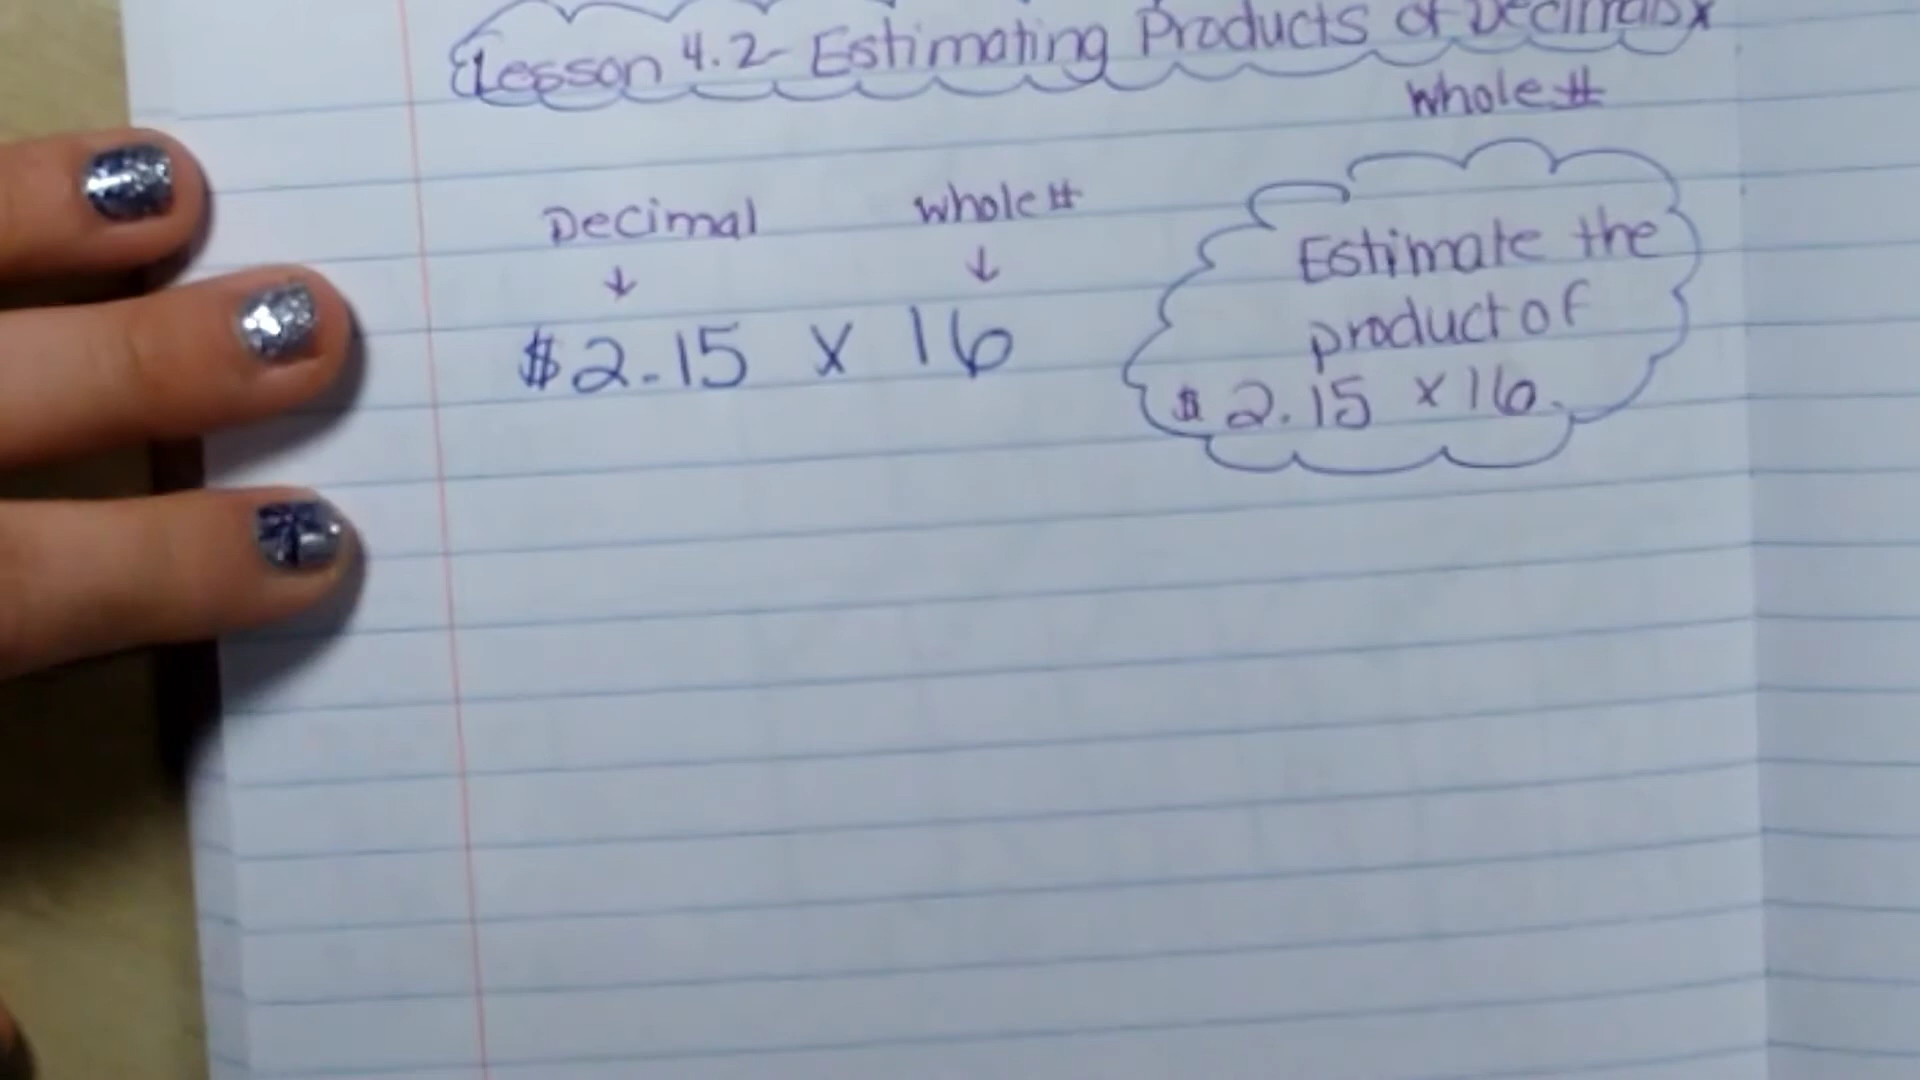 Lesson 4.2 - Estimating Products of Decimals x
Whole #
Decimal
whole #
$2.15 x 16
Estimate the
product of
$2.15 x 16.